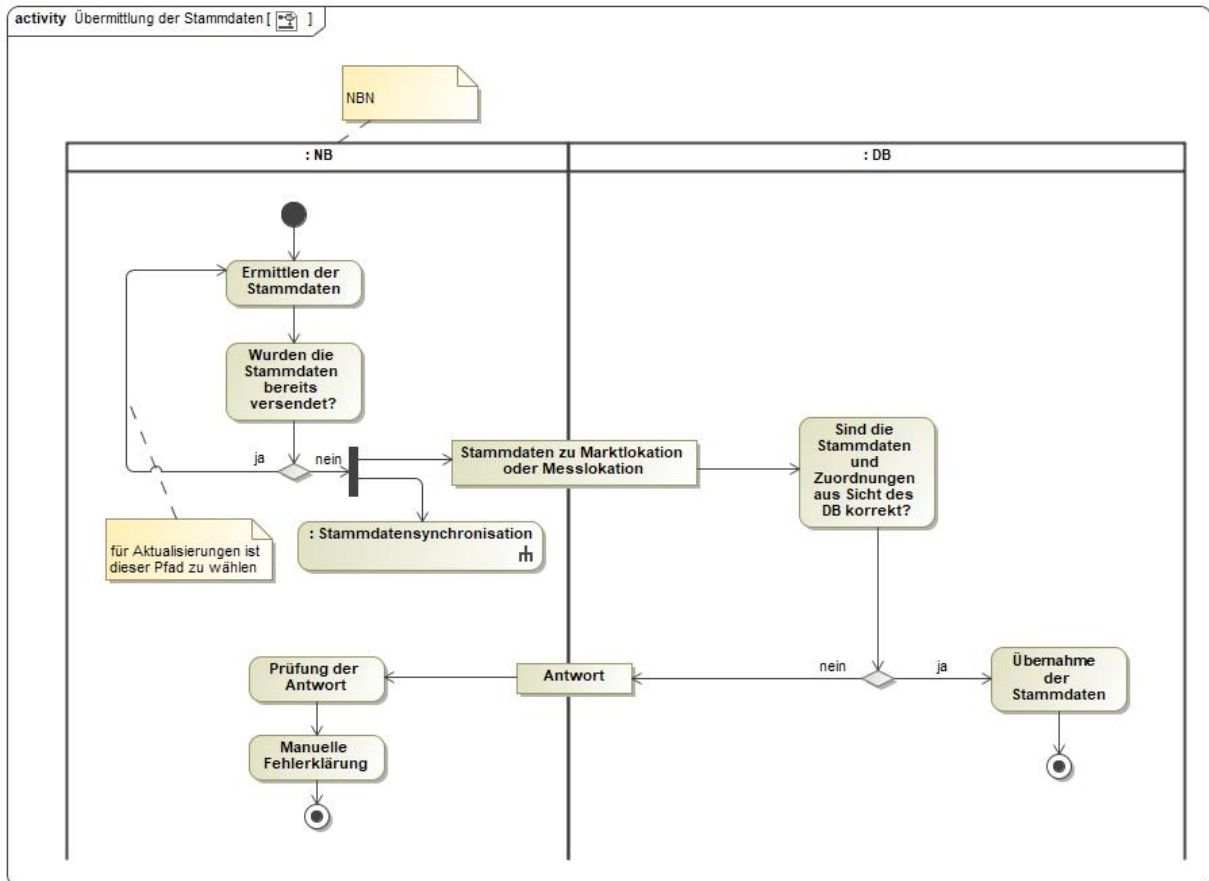 activity Übermittlung der Stammdaten [ ]
NBN
: NB
: DB
Ermittlen der
Stammdaten
Wurden die
Stammdaten
bereits
versendet?
ja
nein
Stammdaten zu Marktlokation
oder Messlokation
: Stammdatensynchronisation
für Aktualisierungen ist
dieser Pfad zu wählen
Sind die
Stammdaten
und
Zuordnungen
aus Sicht des
DB korrekt?
nein
ja
Übernahme
der
Stammdaten
Antwort
Prüfung der
Antwort
Manuelle
Fehlerklärung